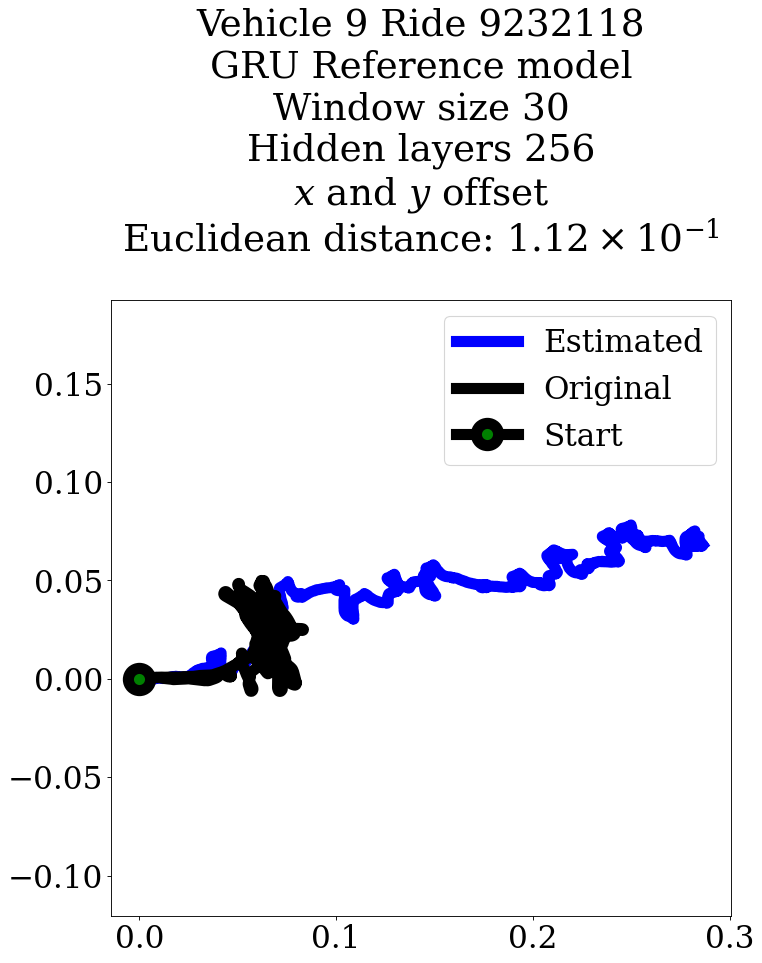 Vehicle 9 Ride 9232118
GRU Reference model
Window size 30
Hidden layers 256
x and y offset
Euclidean distance: 1.12 × 10⁻¹
Estimated
Original
Start
0.15
0.10
0.05
0.00
−0.05
−0.10
0.0 0.1 0.2 0.3